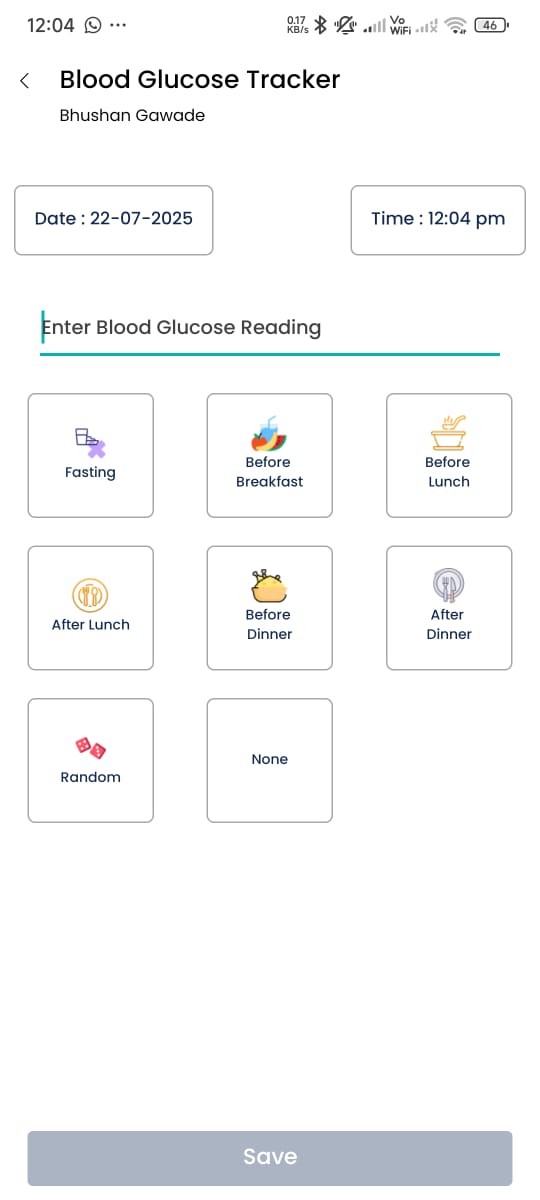 12:04 ... 0.17 KB/s Vo WiFi 46
Blood Glucose Tracker
Bhushan Gawade
Date : 22-07-2025
Time : 12:04 pm
Enter Blood Glucose Reading
Fasting
Before
Breakfast
Before
Lunch
After Lunch
Before
Dinner
After
Dinner
Random
None
Save